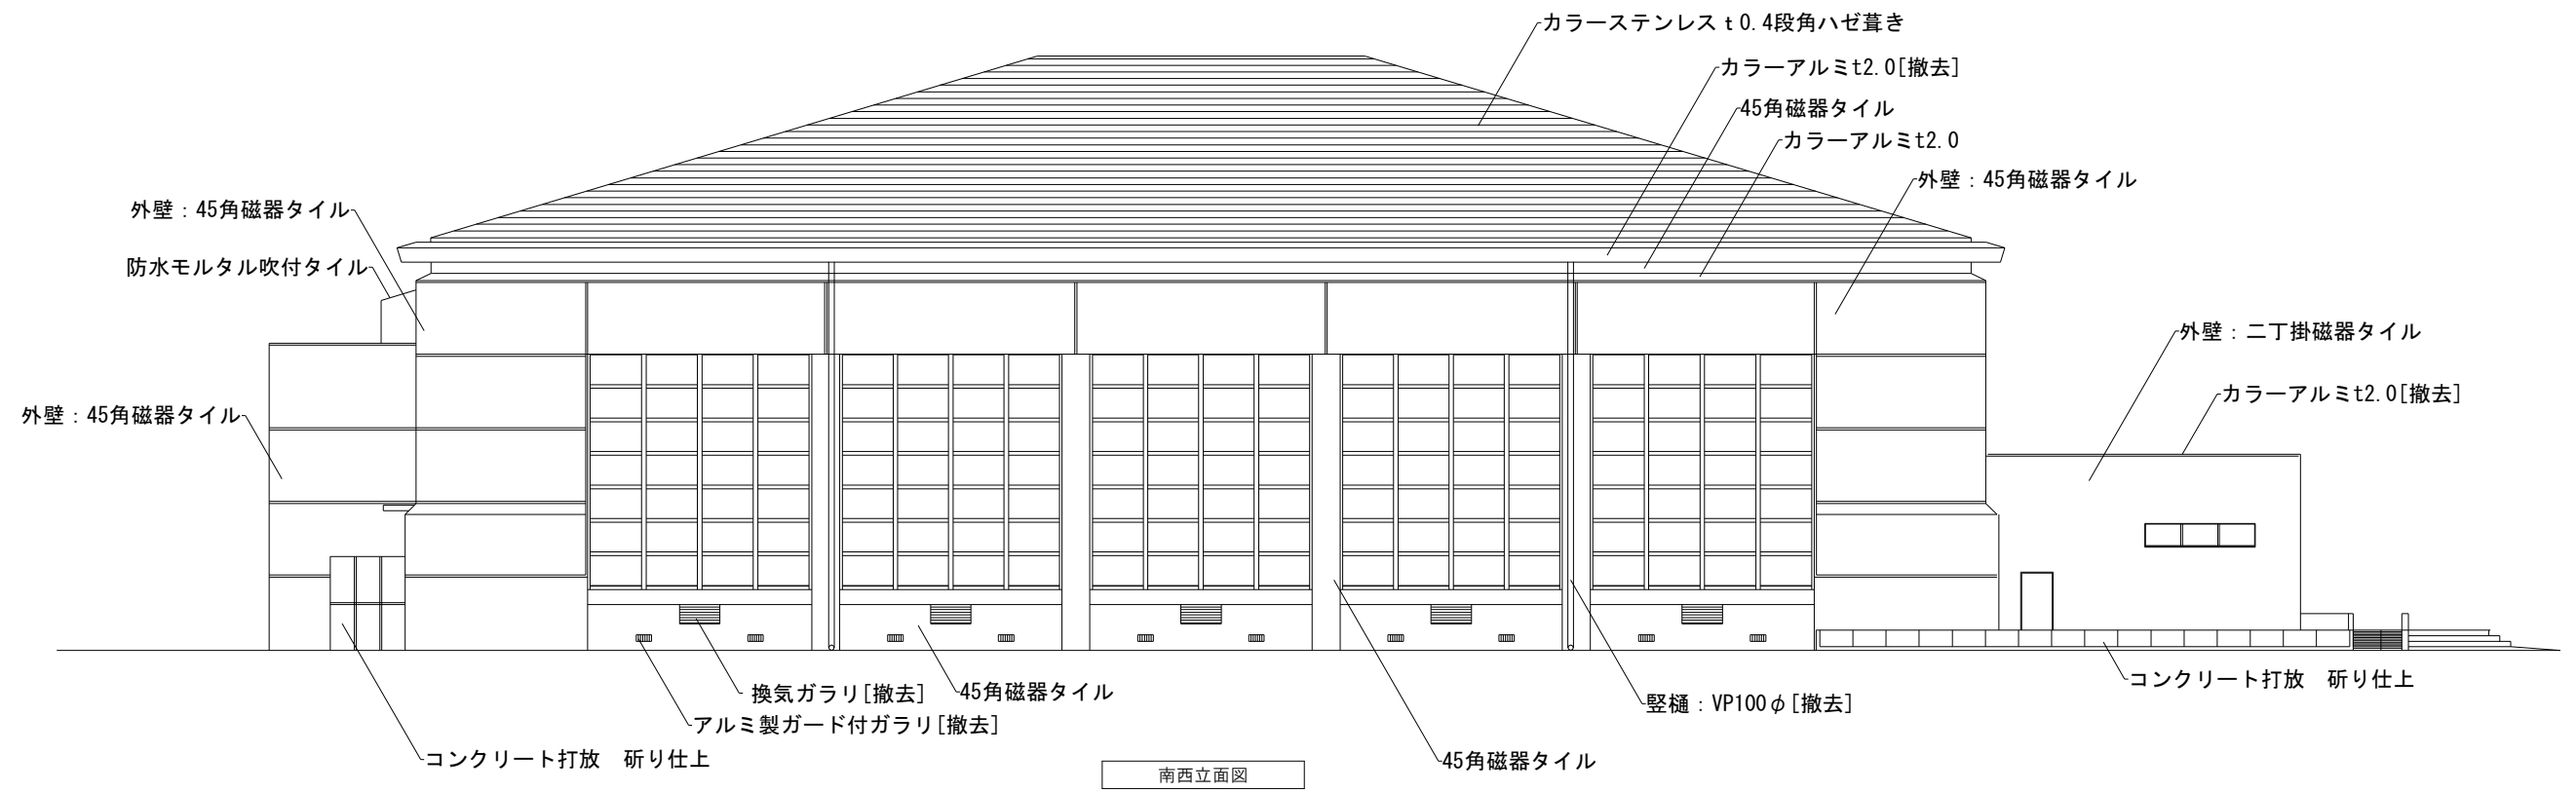 カラーステンレスｔ0.4段角ハゼ葺き
カラーアルミt2.0[撤去]
45角磁器タイル
カラーアルミt2.0
外壁：45角磁器タイル
外壁：45角磁器タイル
防水モルタル吹付タイル
外壁：二丁掛磁器タイル
カラーアルミt2.0[撤去]
外壁：45角磁器タイル
コンクリート打放　斫り仕上
換気ガラリ[撤去]
45角磁器タイル
竪樋：VP100φ[撤去]
アルミ製ガード付ガラリ[撤去]
コンクリート打放　斫り仕上
45角磁器タイル
南西立面図